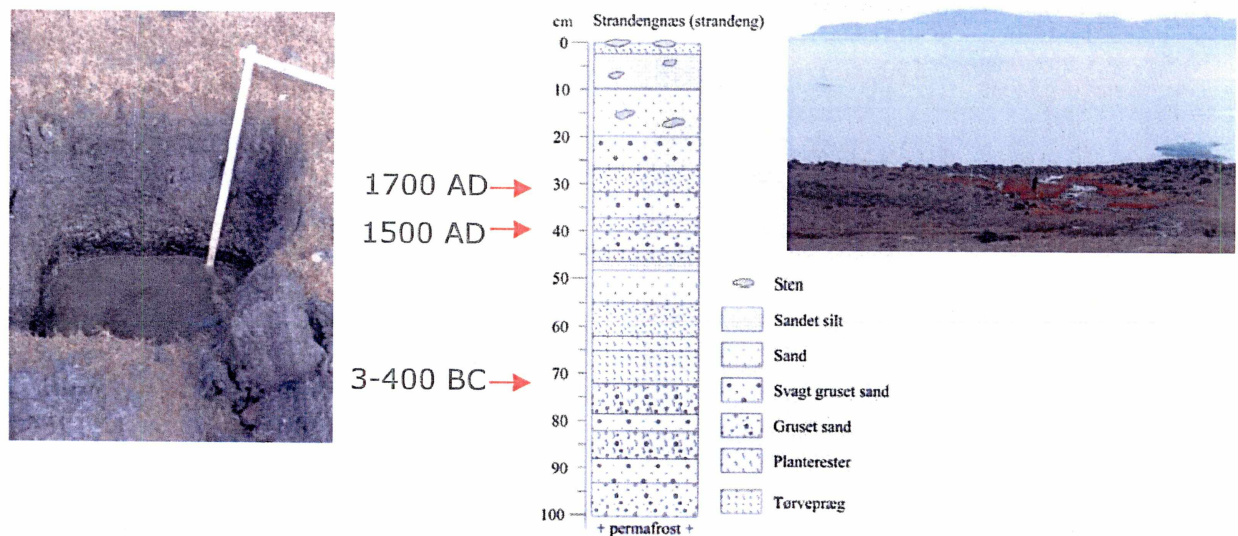 cm Strandengnæs (strandeng)
0
10
20
30
40
50
60
70
80
90
100
+ permafrost +
1700 AD
1500 AD
3-400 BC
Sten
Sandet silt
Sand
Svagt gruset sand
Gruset sand
Planterester
Tørvepræg